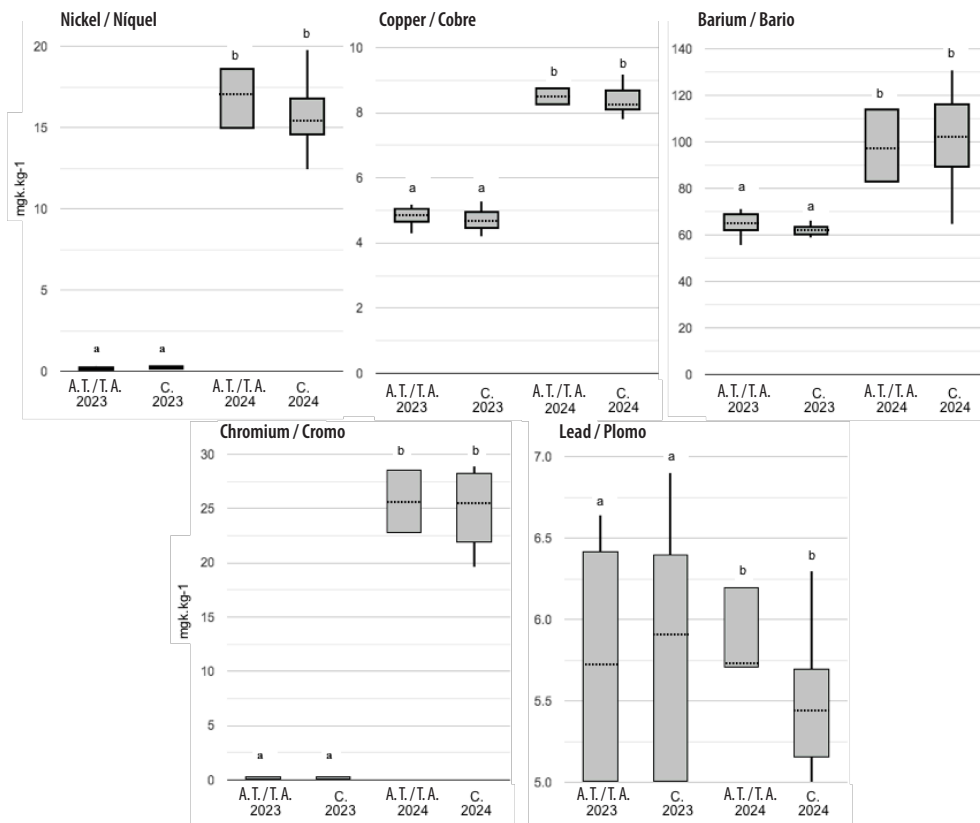 Nickel / Níquel
mgk.kg-1
20
15
10
5
0
a
a
b
b
A.T./T. A.
2023
C.
2023
A.T./T. A.
2024
C.
2024
Copper / Cobre
10
8
6
4
2
0
a
a
b
b
A.T./T. A.
2023
C.
2023
A.T./T. A.
2024
C.
2024
Barium / Bario
140
120
100
80
60
40
20
0
a
a
b
b
A.T./T. A.
2023
C.
2023
A.T./T. A.
2024
C.
2024
Chromium / Cromo
mgk.kg-1
30
25
20
15
10
5
0
a
a
b
b
A.T./T. A.
2023
C.
2023
A.T./T. A.
2024
C.
2024
Lead / Plomo
7.0
6.5
6.0
5.5
5.0
a
a
b
b
A.T./T. A.
2023
C.
2023
A.T./T. A.
2024
C.
2024